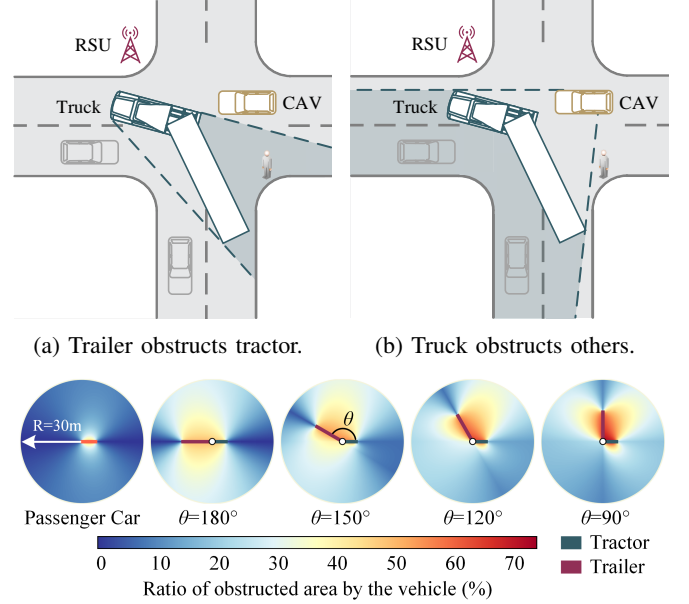 RSU
Truck
CAV
RSU
Truck
CAV
(a) Trailer obstructs tractor.
(b) Truck obstructs others.
R=30m
θ
Passenger Car
θ=180°
θ=150°
θ=120°
θ=90°
0 10 20 30 40 50 60 70
Ratio of obstructed area by the vehicle (%)
Tractor
Trailer